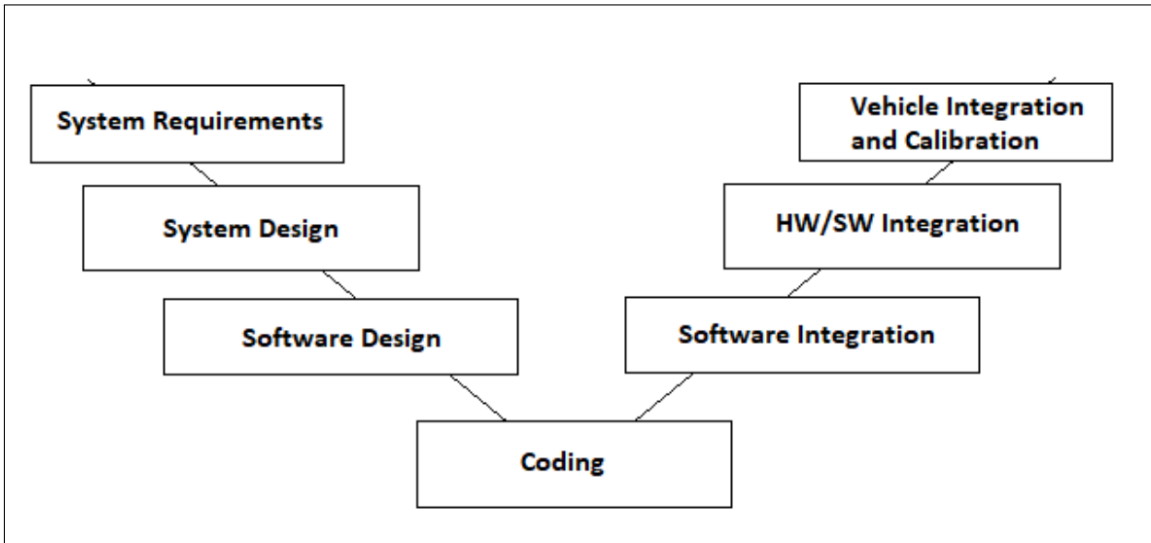 System Requirements
Vehicle Integration
and Calibration
System Design
HW/SW Integration
Software Design
Software Integration
Coding